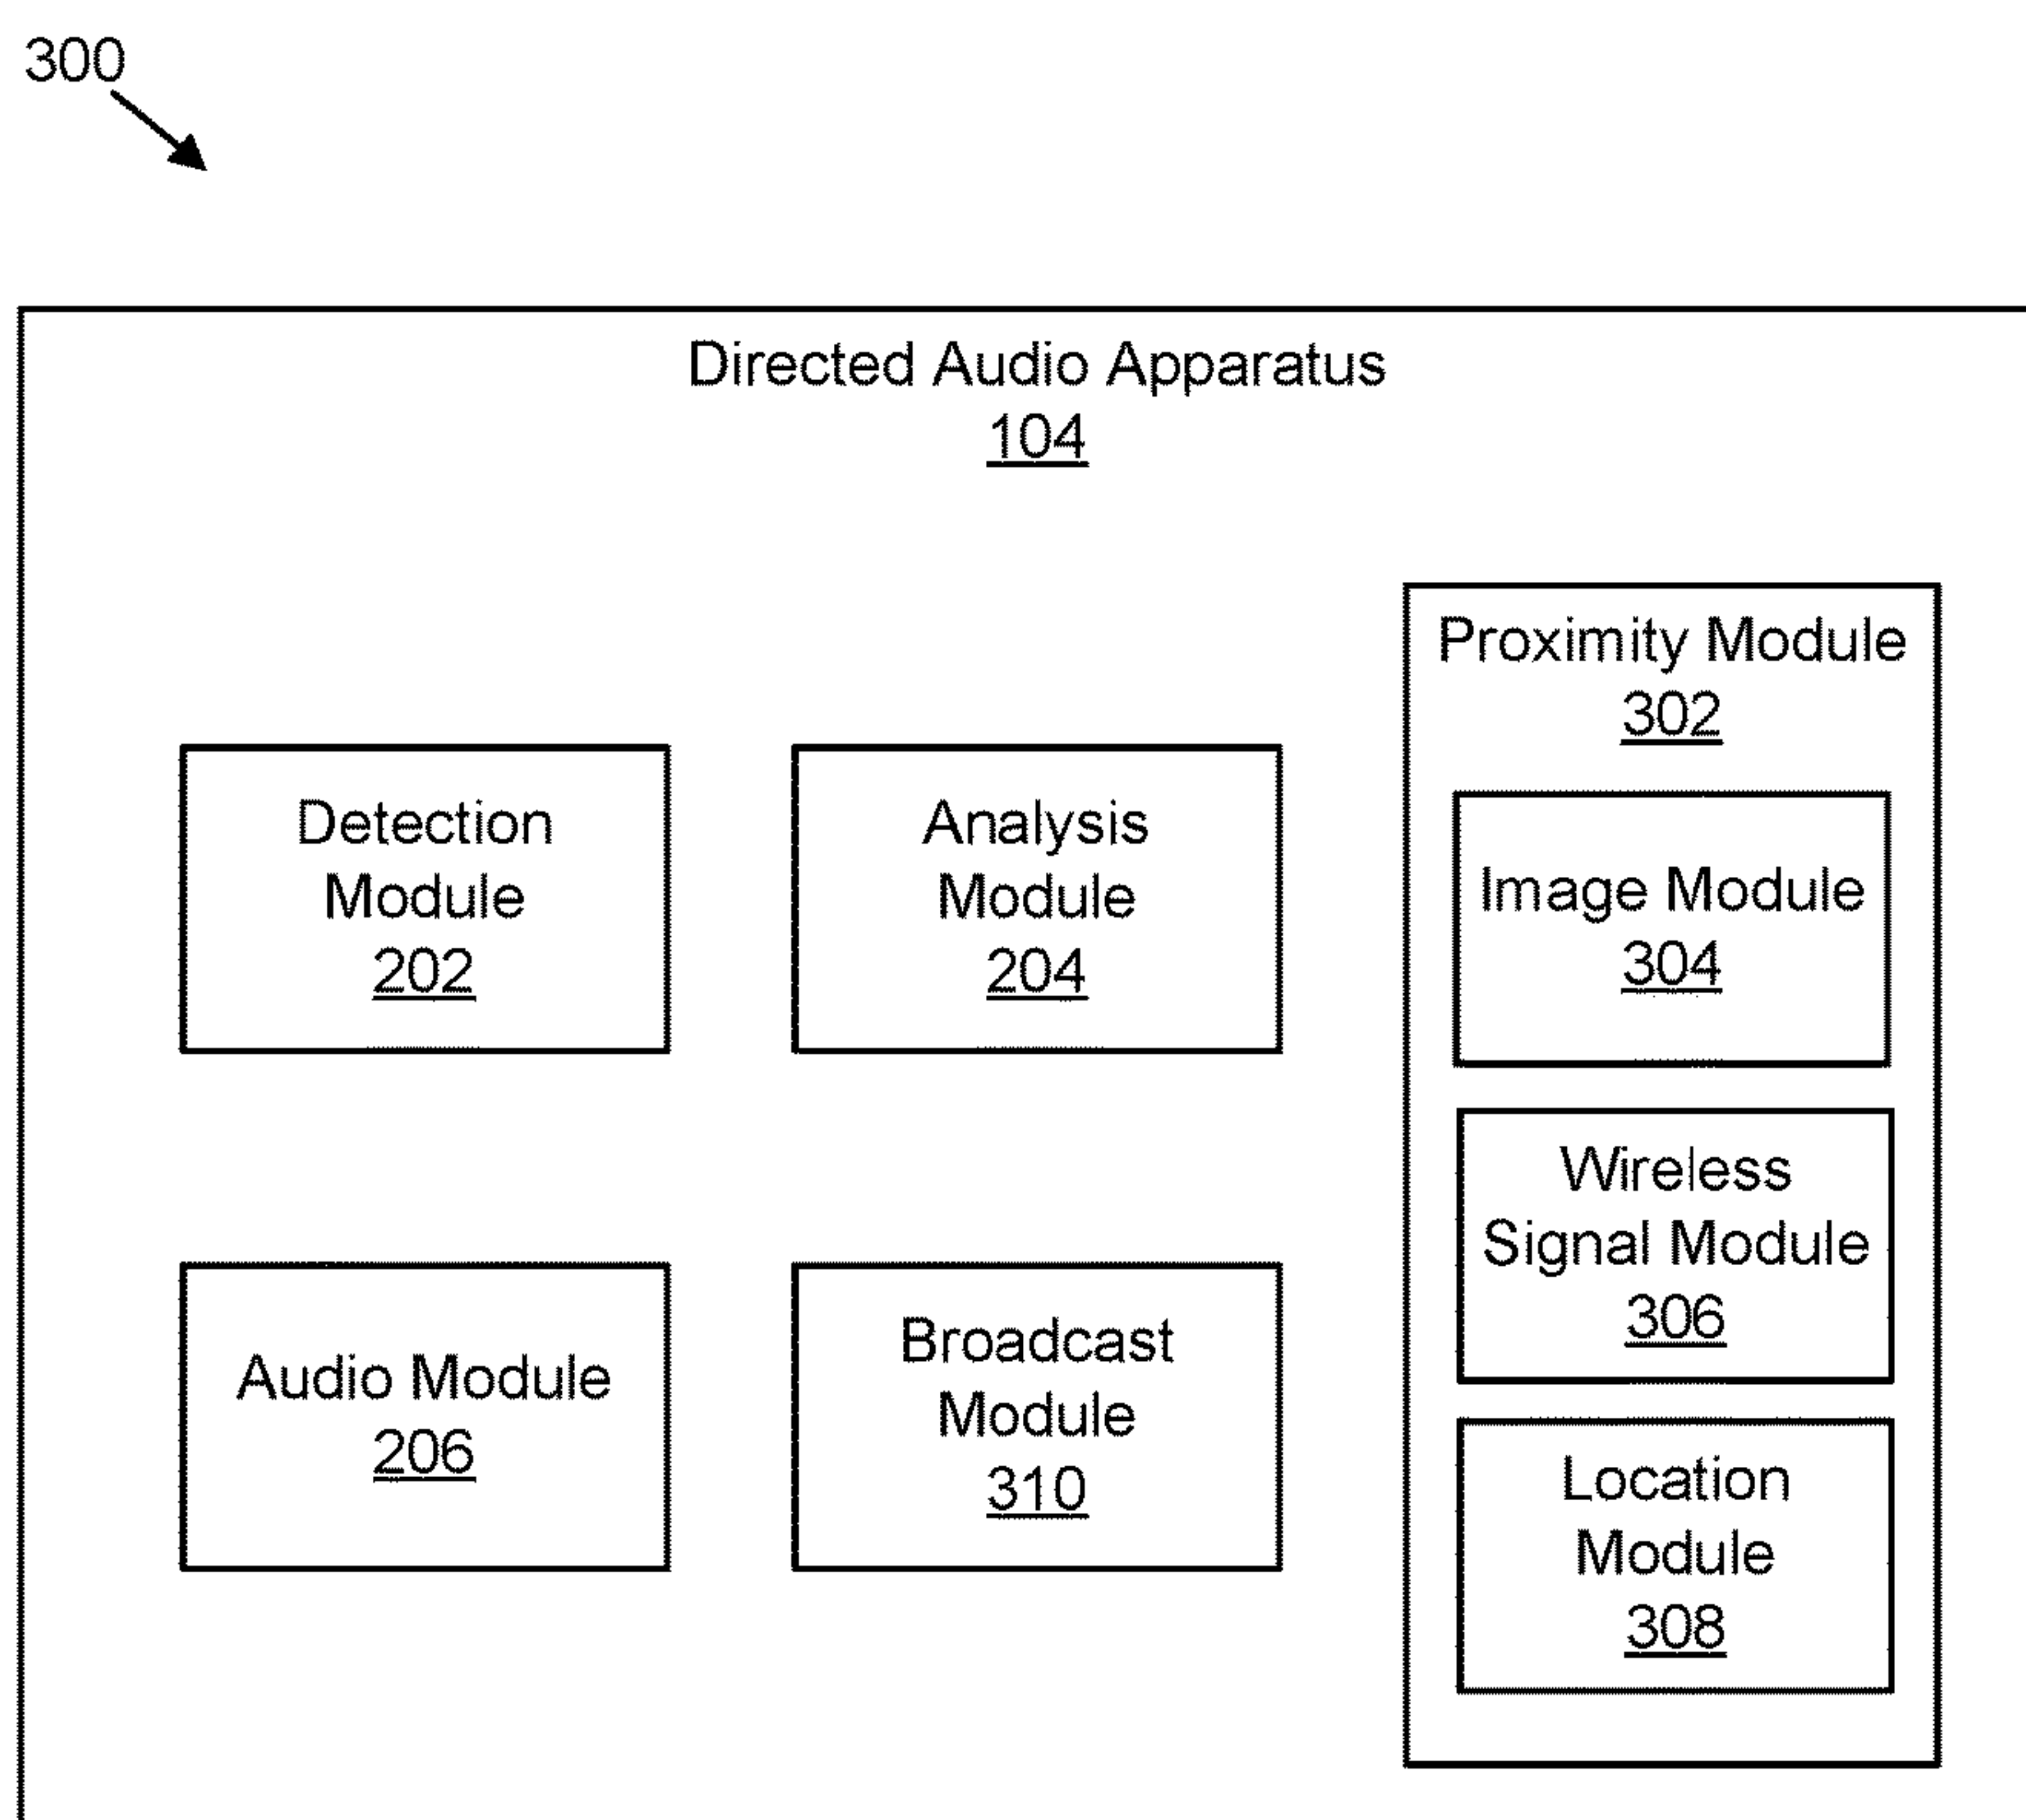 300
Directed Audio Apparatus
104
Detection
Module
202
Analysis
Module
204
Audio Module
206
Broadcast
Module
310
Proximity Module
302
Image Module
304
Wireless
Signal Module
306
Location
Module
308